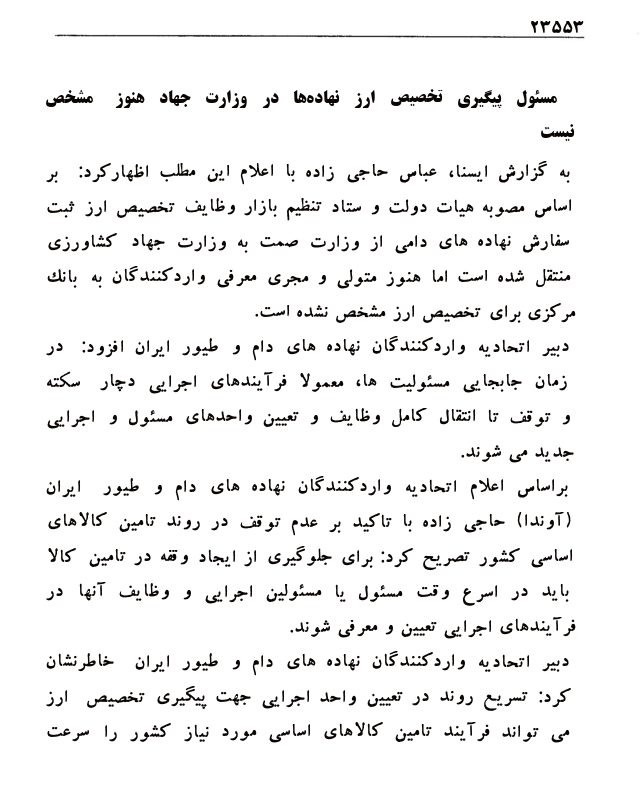 ۲۳۵۵۳
مسئول پیگیری تخصیص ارز نهاده‌ها در وزارت جهاد هنوز مشخص
نیست
به گزارش ایسنا، عباس حاجی زاده با اعلام این مطلب اظهارکرد: بر
اساس مصوبه هیات دولت و ستاد تنظیم بازار وظایف تخصیص ارز ثبت
سفارش نهاده های دامی از وزارت صمت به وزارت جهاد کشاورزی
منتقل شده است اما هنوز متولی و مجری معرفی واردکنندگان به بانك
مرکزی برای تخصیص ارز مشخص نشده است.
دبیر اتحادیه واردکنندگان نهاده های دام و طیور ایران افزود: در
زمان جابجایی مسئولیت ها، معمولا فرآیندهای اجرایی دچار سکته
و توقف تا انتقال کامل وظایف و تعیین واحدهای مسئول و اجرایی
جدید می شوند.
براساس اعلام اتحادیه واردکنندگان نهاده های دام و طیور ایران
(آوندا) حاجی زاده با تاکید بر عدم توقف در روند تامین کالاهای
اساسی کشور تصریح کرد: برای جلوگیری از ایجاد وقفه در تامین کالا
باید در اسرع وقت مسئول یا مسئولین اجرایی و وظایف آنها در
فرآیندهای اجرایی تعیین و معرفی شوند.
دبیر اتحادیه واردکنندگان نهاده های دام و طیور ایران خاطرنشان
کرد: تسریع روند در تعیین واحد اجرایی جهت پیگیری تخصیص ارز
می تواند فرآیند تامین کالاهای اساسی مورد نیاز کشور را سرعت